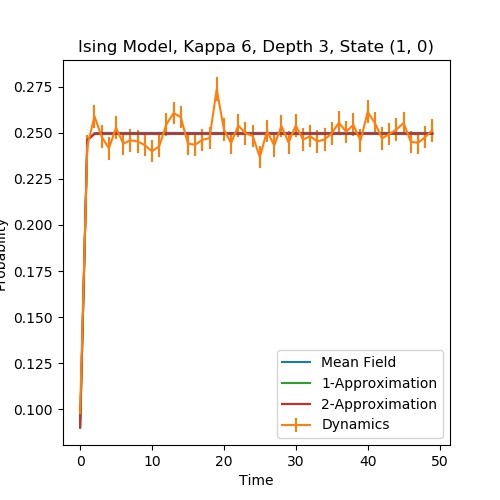 Ising Model, Kappa 6, Depth 3, State (1, 0)
0.275
0.250
0.225
0.200
0.175
0.150
0.125
0.100
Probability
Mean Field
1-Approximation
2-Approximation
Dynamics
0 10 20 30 40 50
Time